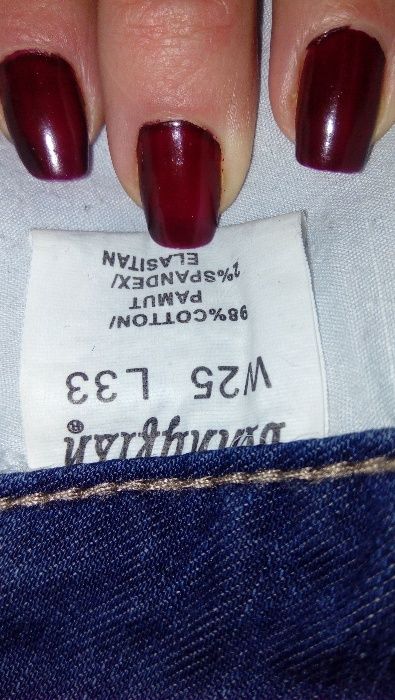 W25 L33
98%COTTON/
PAMUT
2%SPANDEX/
ELASITAN